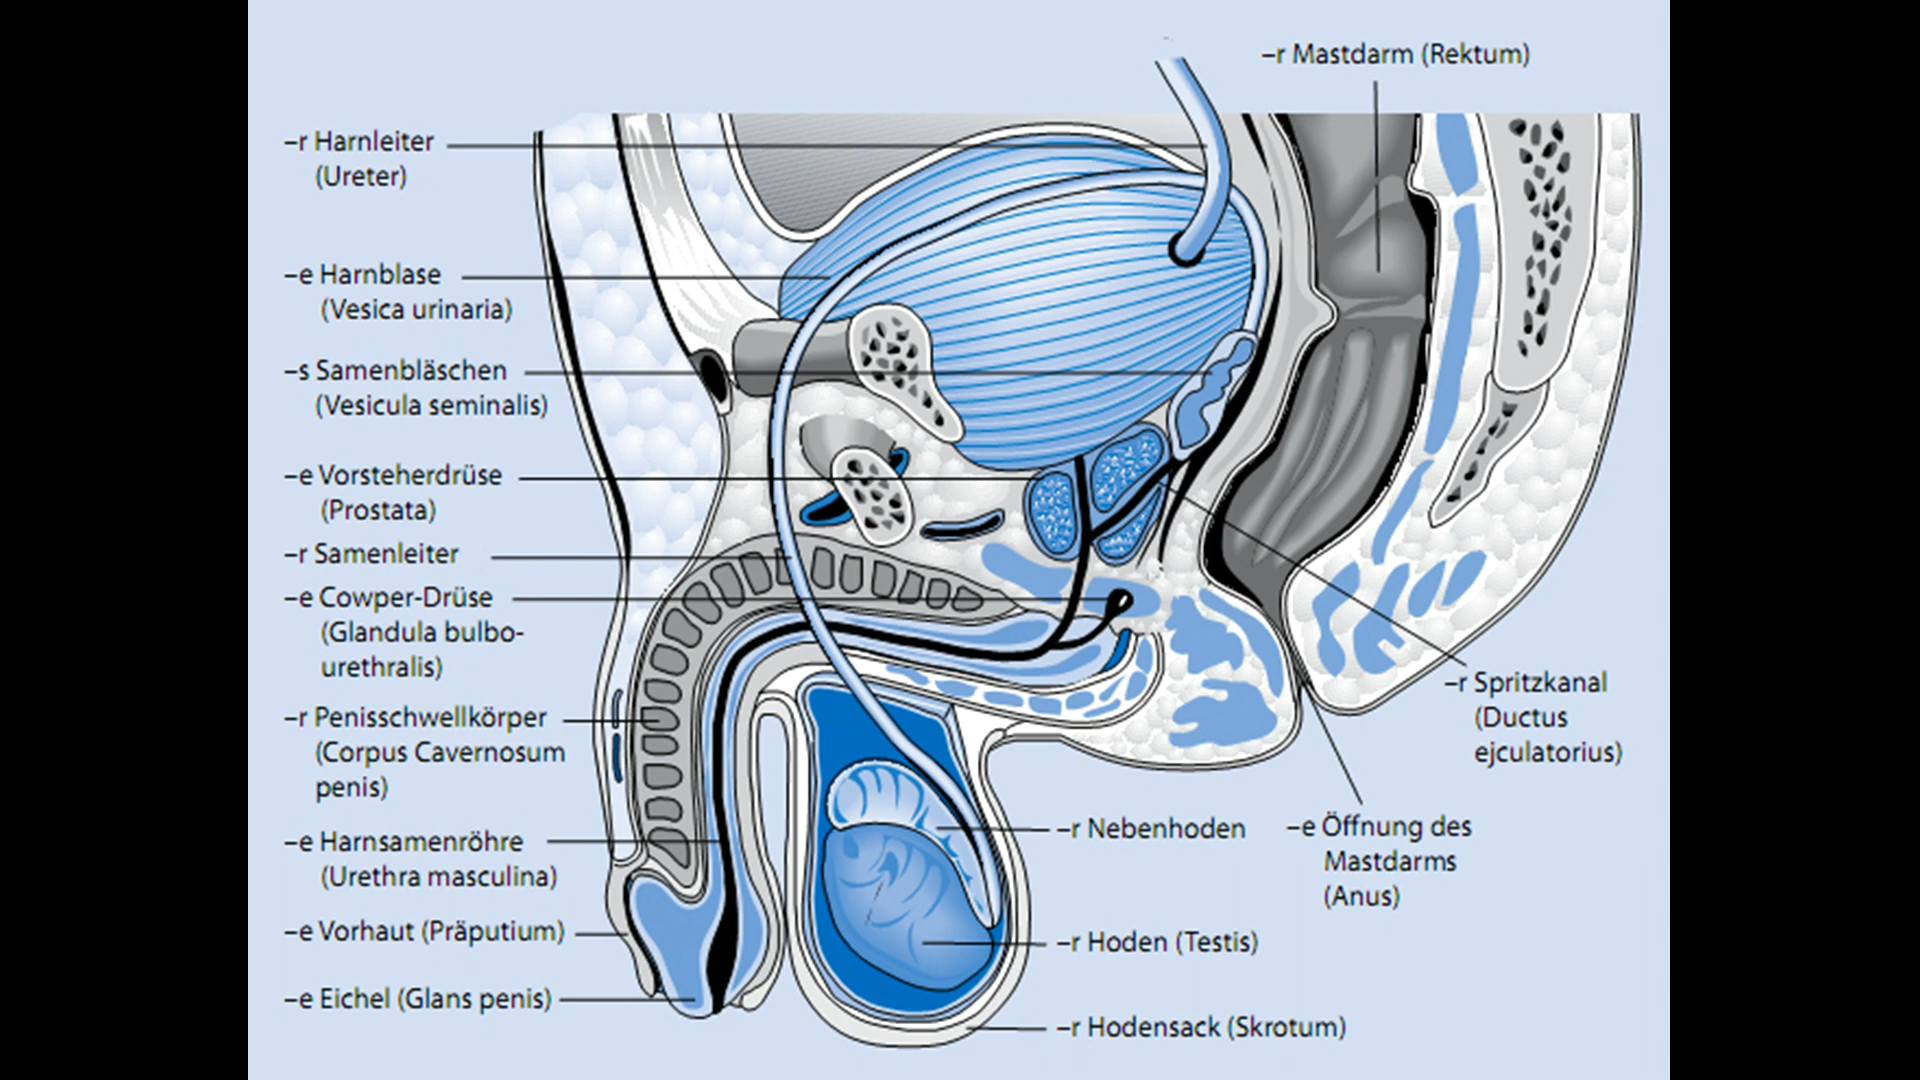 –r Mastdarm (Rektum)
–r Harnleiter
(Ureter)
–e Harnblase
(Vesica urinaria)
–s Samenbläschen
(Vesicula seminalis)
–e Vorsteherdrüse
(Prostata)
–r Samenleiter
–e Cowper-Drüse
(Glandula bulbo-
urethralis)
–r Penisschwellkörper
(Corpus Cavernosum
penis)
–e Harnsamenröhre
(Urethra masculina)
–e Vorhaut (Präputium)
–e Eichel (Glans penis)
–r Spritzkanal
(Ductus
ejculatorius)
–r Nebenhoden
–e Öffnung des
Mastdarms
(Anus)
–r Hoden (Testis)
–r Hodensack (Skrotum)